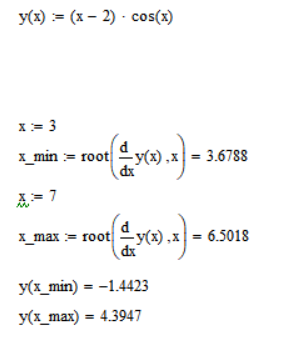 y(x) := (x − 2) · cos(x)
x := 3
x_min := root(d/dx y(x) ,x) = 3.6788
x := 7
x_max := root(d/dx y(x) ,x) = 6.5018
y(x_min) = −1.4423
y(x_max) = 4.3947